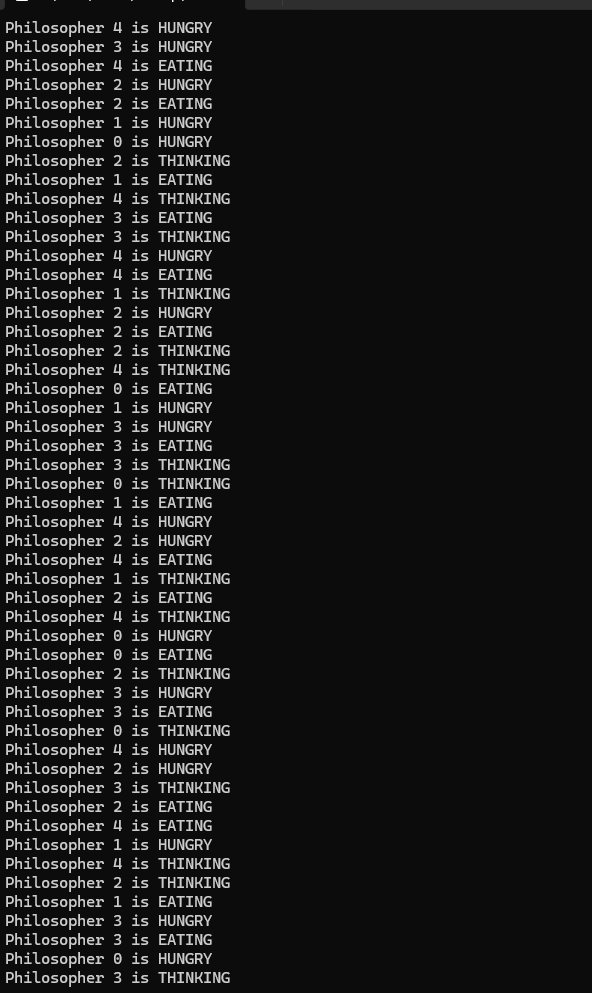 Philosopher 4 is HUNGRY
Philosopher 3 is HUNGRY
Philosopher 4 is EATING
Philosopher 2 is HUNGRY
Philosopher 2 is EATING
Philosopher 1 is HUNGRY
Philosopher 0 is HUNGRY
Philosopher 2 is THINKING
Philosopher 1 is EATING
Philosopher 4 is THINKING
Philosopher 3 is EATING
Philosopher 3 is THINKING
Philosopher 4 is HUNGRY
Philosopher 4 is EATING
Philosopher 1 is THINKING
Philosopher 2 is HUNGRY
Philosopher 2 is EATING
Philosopher 2 is THINKING
Philosopher 4 is THINKING
Philosopher 0 is EATING
Philosopher 1 is HUNGRY
Philosopher 3 is HUNGRY
Philosopher 3 is EATING
Philosopher 3 is THINKING
Philosopher 0 is THINKING
Philosopher 1 is EATING
Philosopher 4 is HUNGRY
Philosopher 2 is HUNGRY
Philosopher 4 is EATING
Philosopher 1 is THINKING
Philosopher 2 is EATING
Philosopher 4 is THINKING
Philosopher 0 is HUNGRY
Philosopher 0 is EATING
Philosopher 2 is THINKING
Philosopher 3 is HUNGRY
Philosopher 3 is EATING
Philosopher 0 is THINKING
Philosopher 4 is HUNGRY
Philosopher 2 is HUNGRY
Philosopher 3 is THINKING
Philosopher 2 is EATING
Philosopher 4 is EATING
Philosopher 1 is HUNGRY
Philosopher 4 is THINKING
Philosopher 2 is THINKING
Philosopher 1 is EATING
Philosopher 3 is HUNGRY
Philosopher 3 is EATING
Philosopher 0 is HUNGRY
Philosopher 3 is THINKING